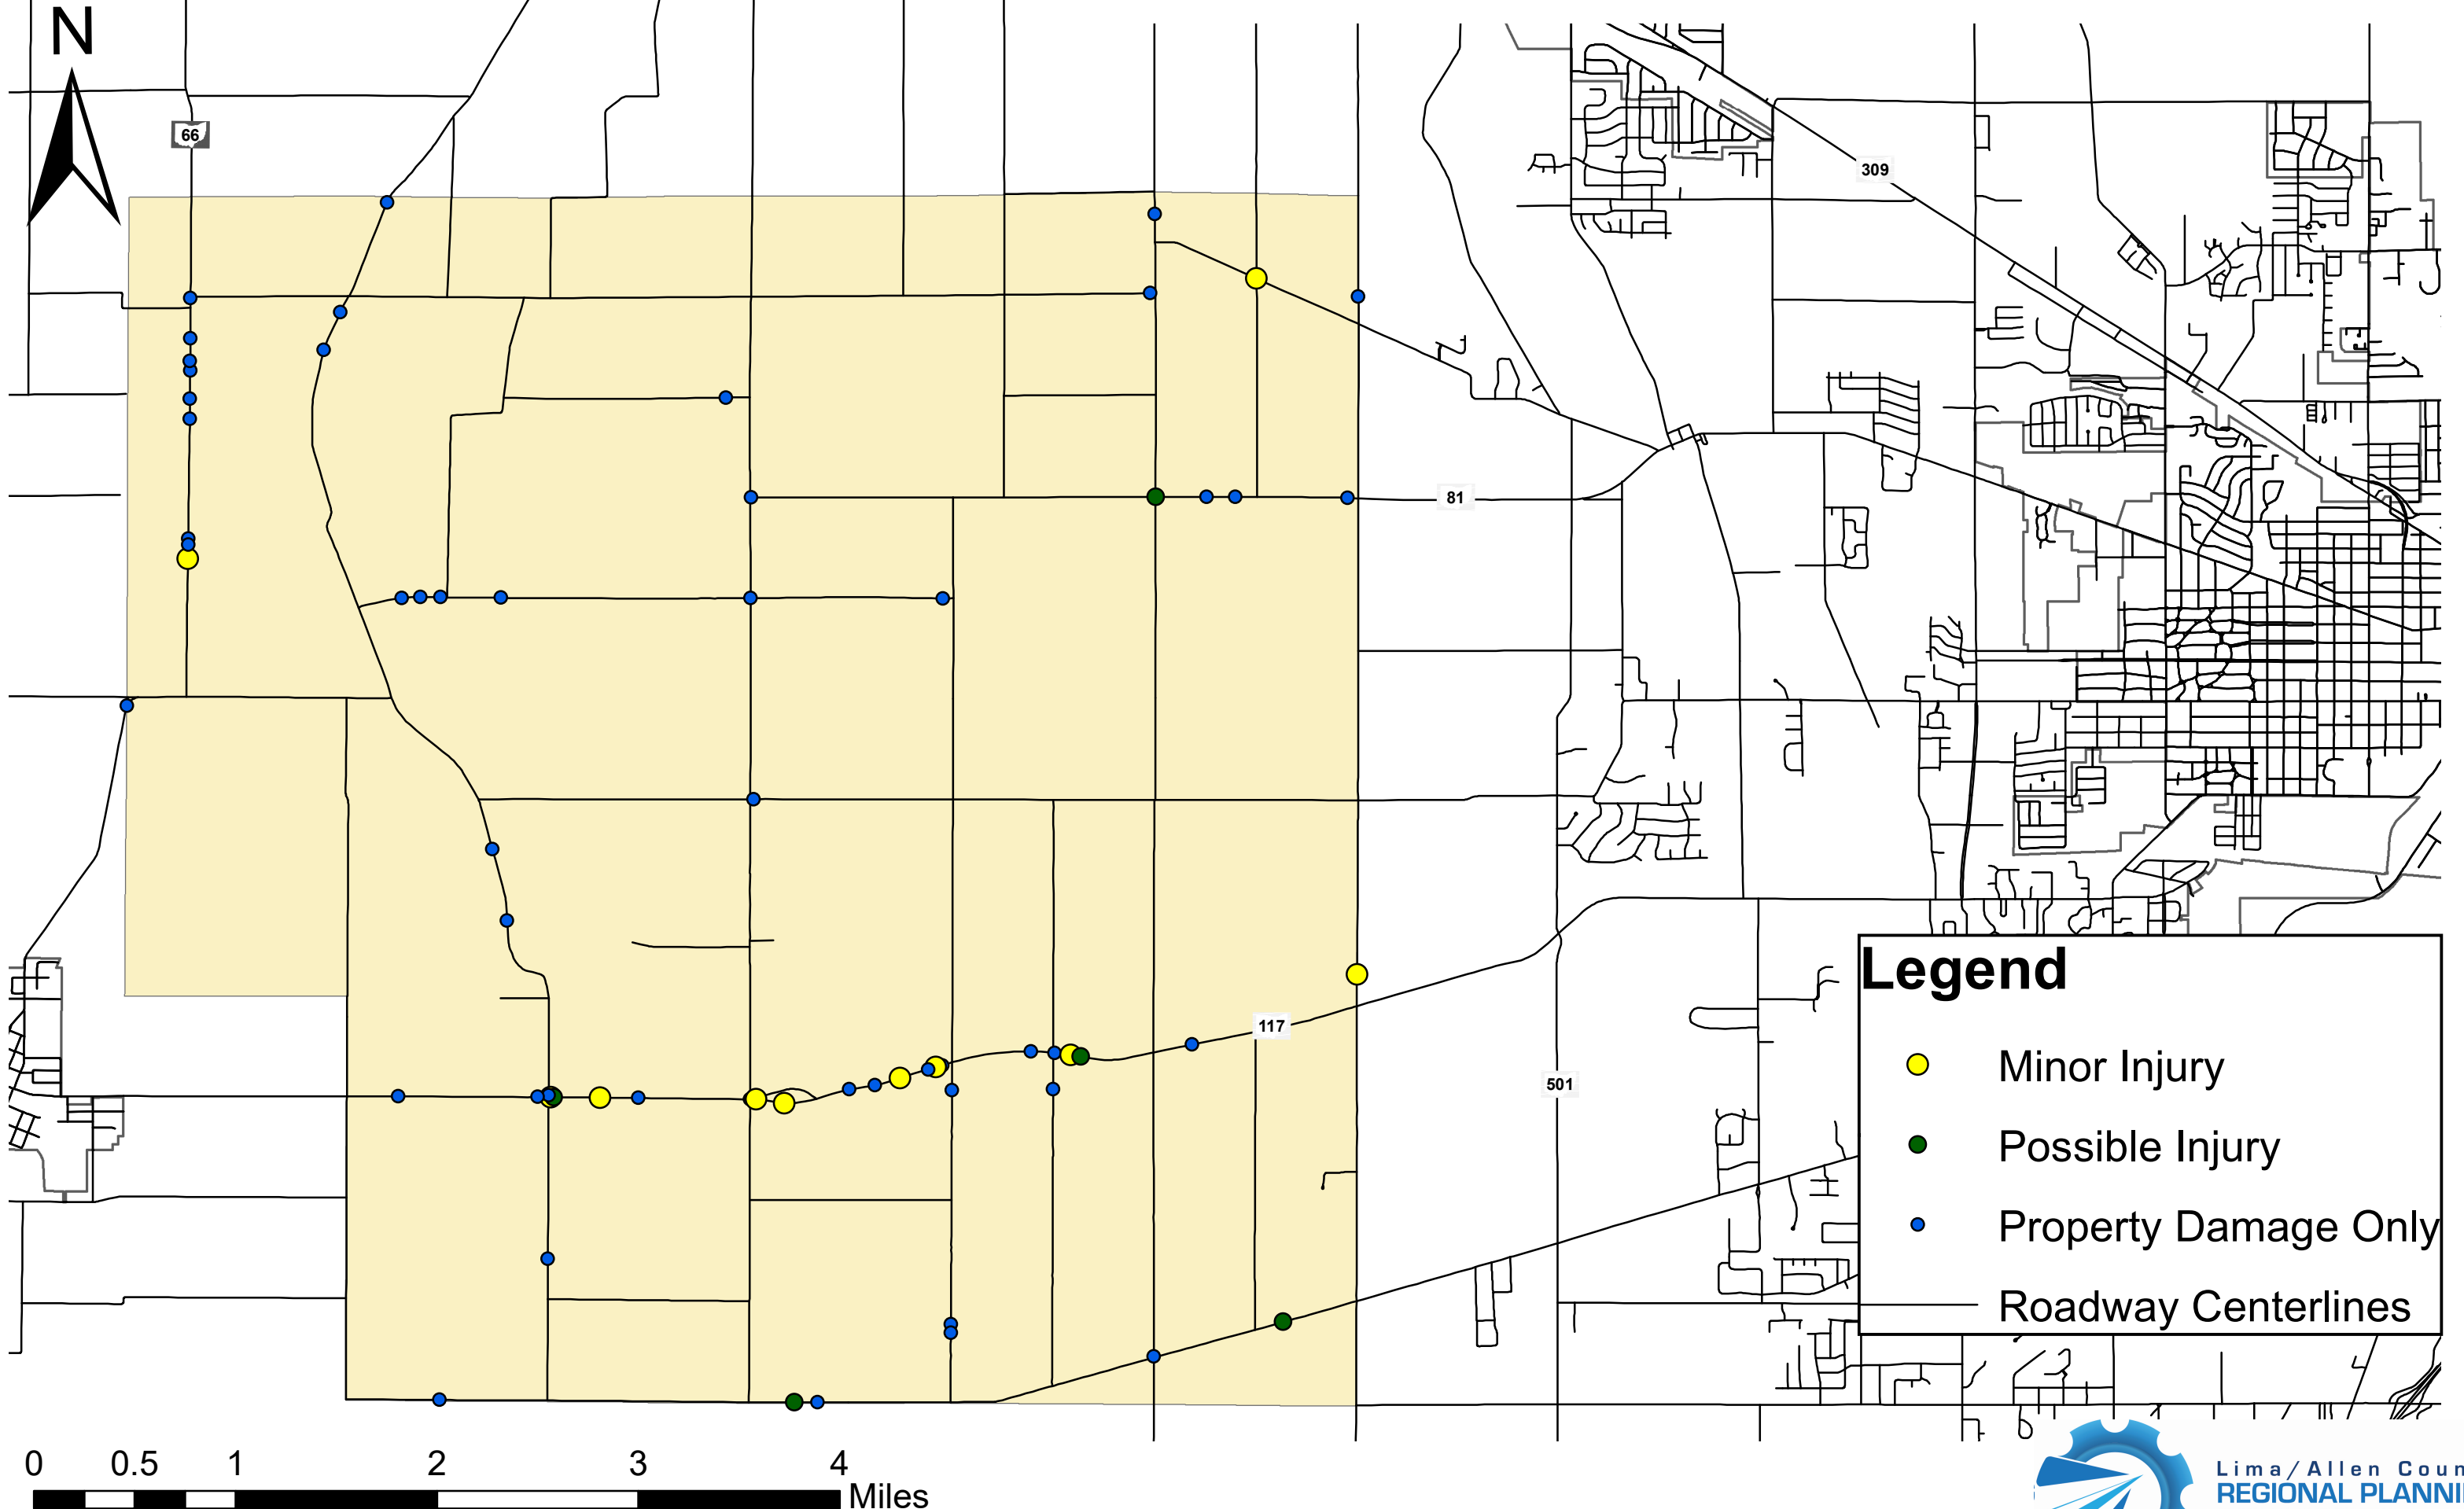 N
66
309
81
117
501
Legend
Minor Injury
Possible Injury
Property Damage Only
Roadway Centerlines
0 0.5 1 2 3 4
Miles
Lima/Allen Coun
REGIONAL PLANNI